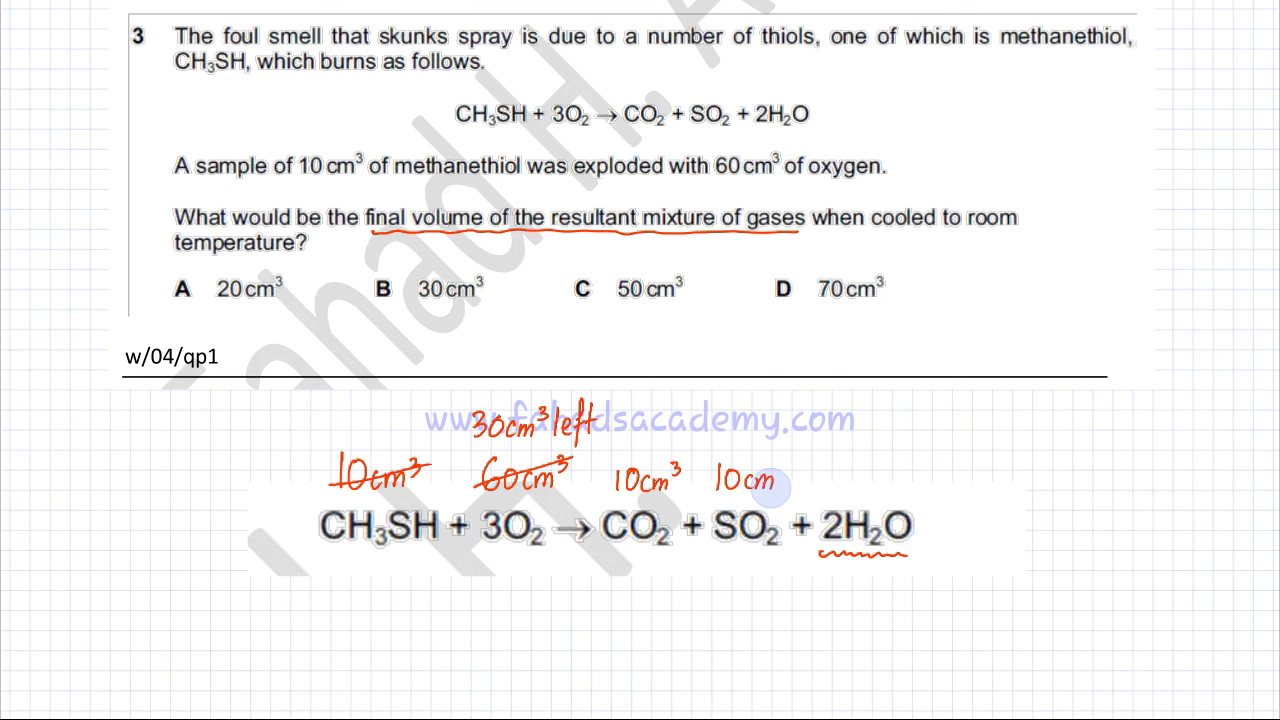 3 The foul smell that skunks spray is due to a number of thiols, one of which is methanethiol,
CH₃SH, which burns as follows.
CH₃SH + 3O₂ → CO₂ + SO₂ + 2H₂O
A sample of 10 cm³ of methanethiol was exploded with 60 cm³ of oxygen.
What would be the final volume of the resultant mixture of gases when cooled to room
temperature?
A 20 cm³ B 30 cm³ C 50 cm³ D 70 cm³
w/04/qp1
www.fahadsacademy.com
30cm³ left
10cm³ 60cm³ 10cm³ 10cm
CH₃SH + 3O₂ → CO₂ + SO₂ + 2H₂O
Fahad H. A